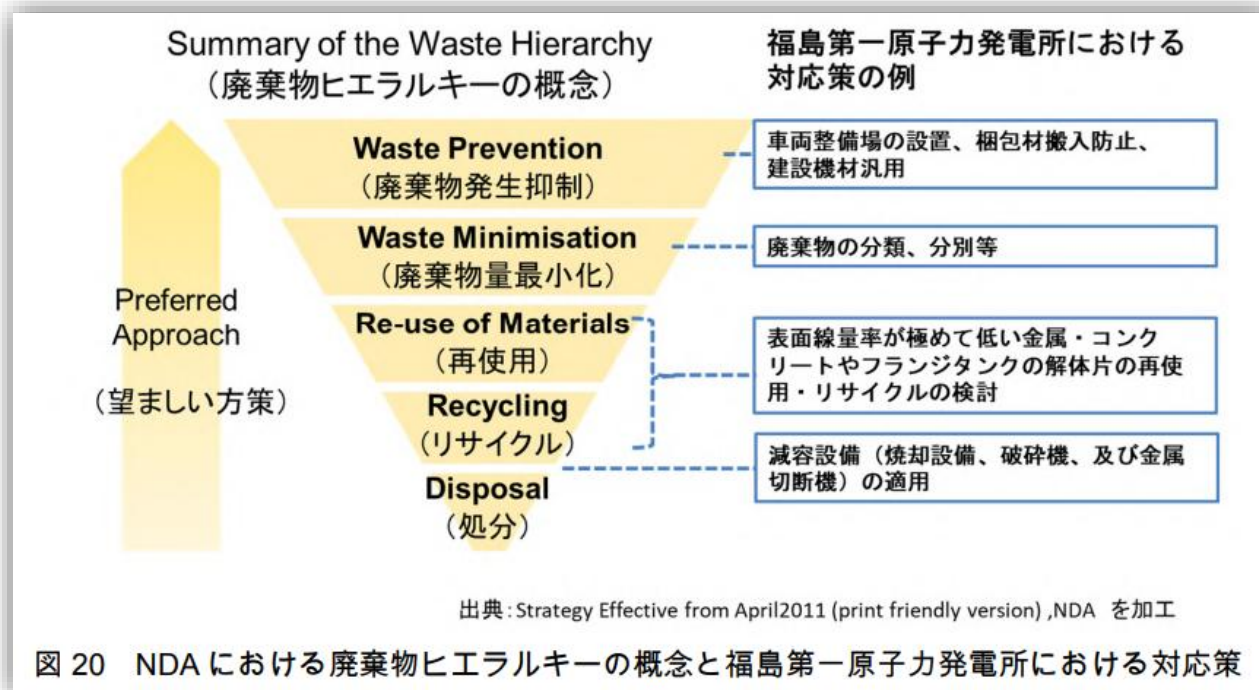 Summary of the Waste Hierarchy
（廃棄物ヒエラルキーの概念）
福島第一原子力発電所における
対応策の例
Preferred
Approach
（望ましい方策）
Waste Prevention
（廃棄物発生抑制）
車両整備場の設置、梱包材搬入防止、
建設機材汎用
Waste Minimisation
（廃棄物量最小化）
廃棄物の分類、分別等
Re-use of Materials
（再使用）
Recycling
（リサイクル）
表面線量率が極めて低い金属・コンク
リートやフランジタンクの解体片の再使
用・リサイクルの検討
Disposal
（処分）
減容設備（焼却設備、破砕機、及び金属
切断機）の適用
出典：Strategy Effective from April2011 (print friendly version) ,NDA を加工
図 20 NDA における廃棄物ヒエラルキーの概念と福島第一原子力発電所における対応策